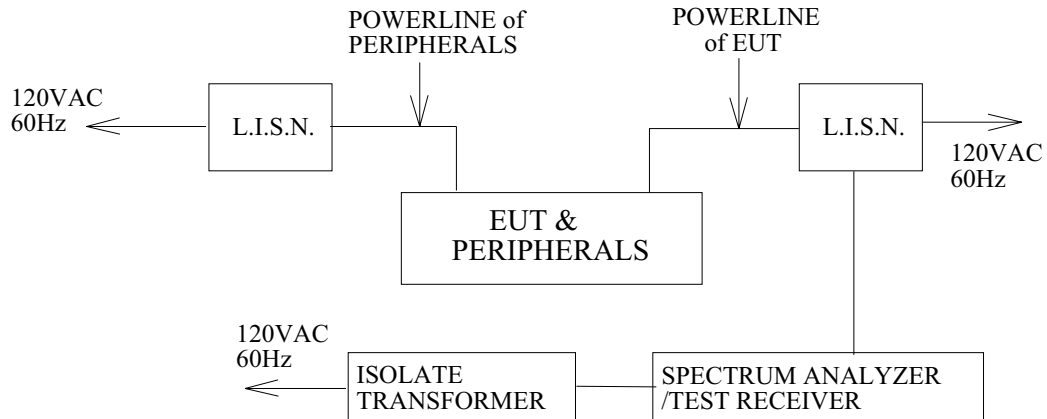 POWERLINE of
PERIPHERALS
POWERLINE
of EUT
120VAC
60Hz
L.I.S.N.
L.I.S.N.
120VAC
60Hz
EUT &
PERIPHERALS
120VAC
60Hz
ISOLATE
TRANSFORMER
SPECTRUM ANALYZER
/TEST RECEIVER